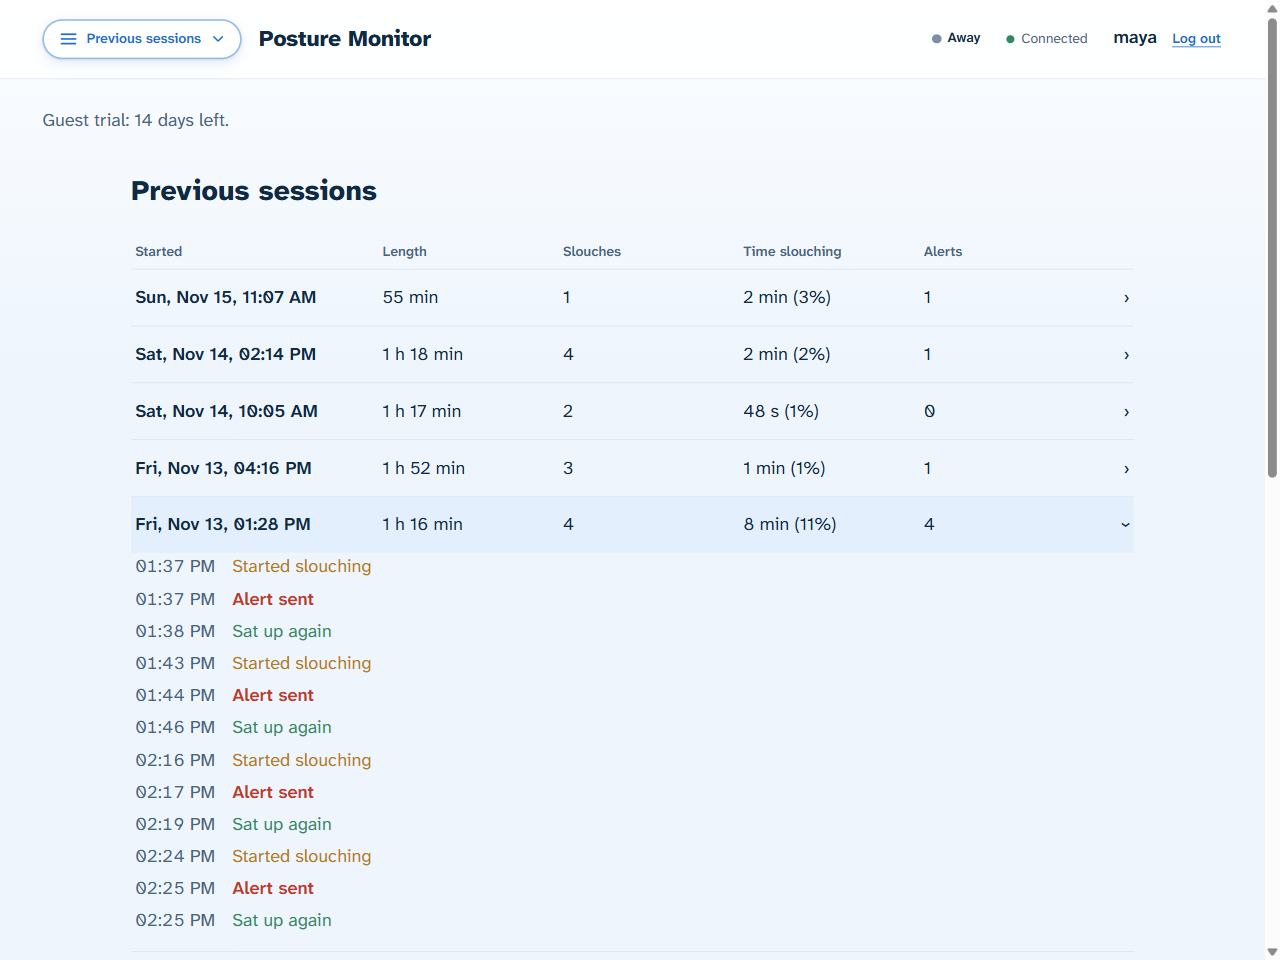 Previous sessions
Posture Monitor
Away
Connected
maya
Log out
Guest trial: 14 days left.
Previous sessions
Started Length Slouches Time slouching Alerts
Sun, Nov 15, 11:07 AM 55 min 1 2 min (3%) 1 ›
Sat, Nov 14, 02:14 PM 1 h 18 min 4 2 min (2%) 1 ›
Sat, Nov 14, 10:05 AM 1 h 17 min 2 48 s (1%) 0 ›
Fri, Nov 13, 04:16 PM 1 h 52 min 3 1 min (1%) 1 ›
Fri, Nov 13, 01:28 PM 1 h 16 min 4 8 min (11%) 4
01:37 PM Started slouching
01:37 PM Alert sent
01:38 PM Sat up again
01:43 PM Started slouching
01:44 PM Alert sent
01:46 PM Sat up again
02:16 PM Started slouching
02:17 PM Alert sent
02:19 PM Sat up again
02:24 PM Started slouching
02:25 PM Alert sent
02:25 PM Sat up again